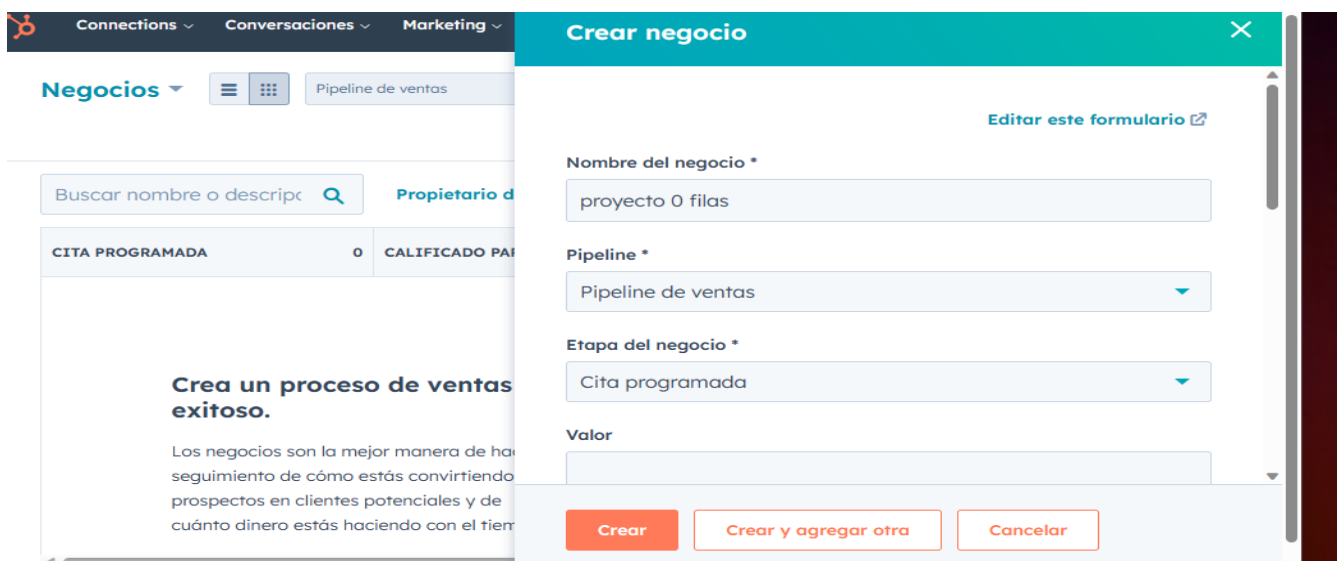 Connections Conversaciones Marketing
Negocios
Pipeline de ventas
Buscar nombre o descripc
Propietario d
CITA PROGRAMADA 0 CALIFICADO PAR
Crea un proceso de ventas
exitoso.
Los negocios son la mejor manera de hac
seguimiento de cómo estás convirtiendo
prospectos en clientes potenciales y de
cuánto dinero estás haciendo con el tiem
Crear negocio
Editar este formulario
Nombre del negocio *
proyecto 0 filas
Pipeline *
Pipeline de ventas
Etapa del negocio *
Cita programada
Valor
Crear Crear y agregar otra Cancelar